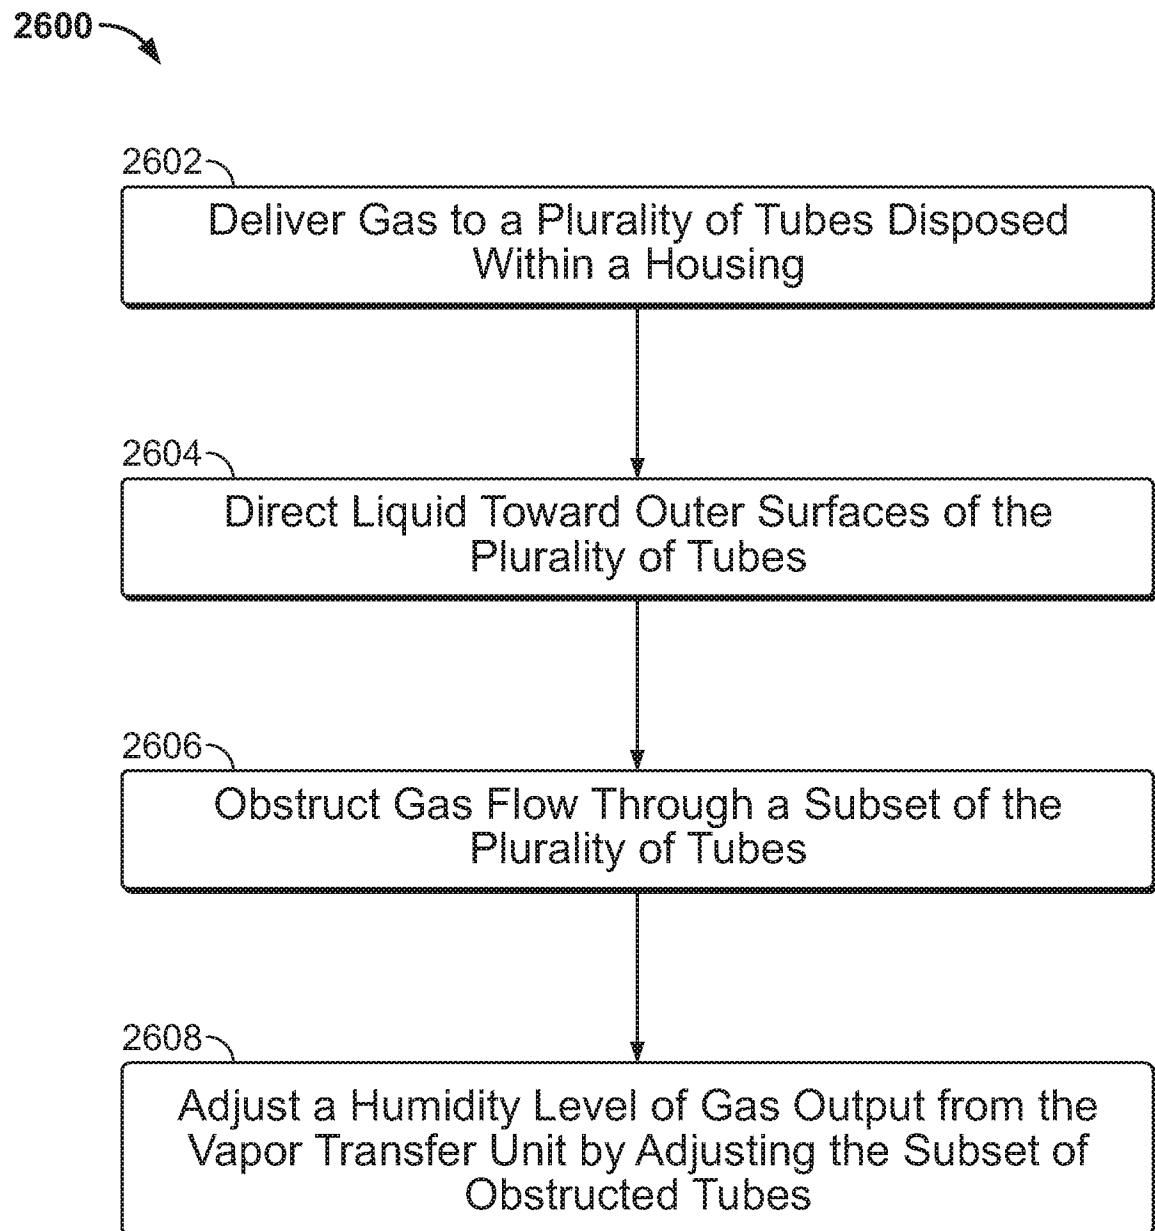 2600
2602
Deliver Gas to a Plurality of Tubes Disposed
Within a Housing
2604
Direct Liquid Toward Outer Surfaces of the
Plurality of Tubes
2606
Obstruct Gas Flow Through a Subset of the
Plurality of Tubes
2608
Adjust a Humidity Level of Gas Output from the
Vapor Transfer Unit by Adjusting the Subset of
Obstructed Tubes